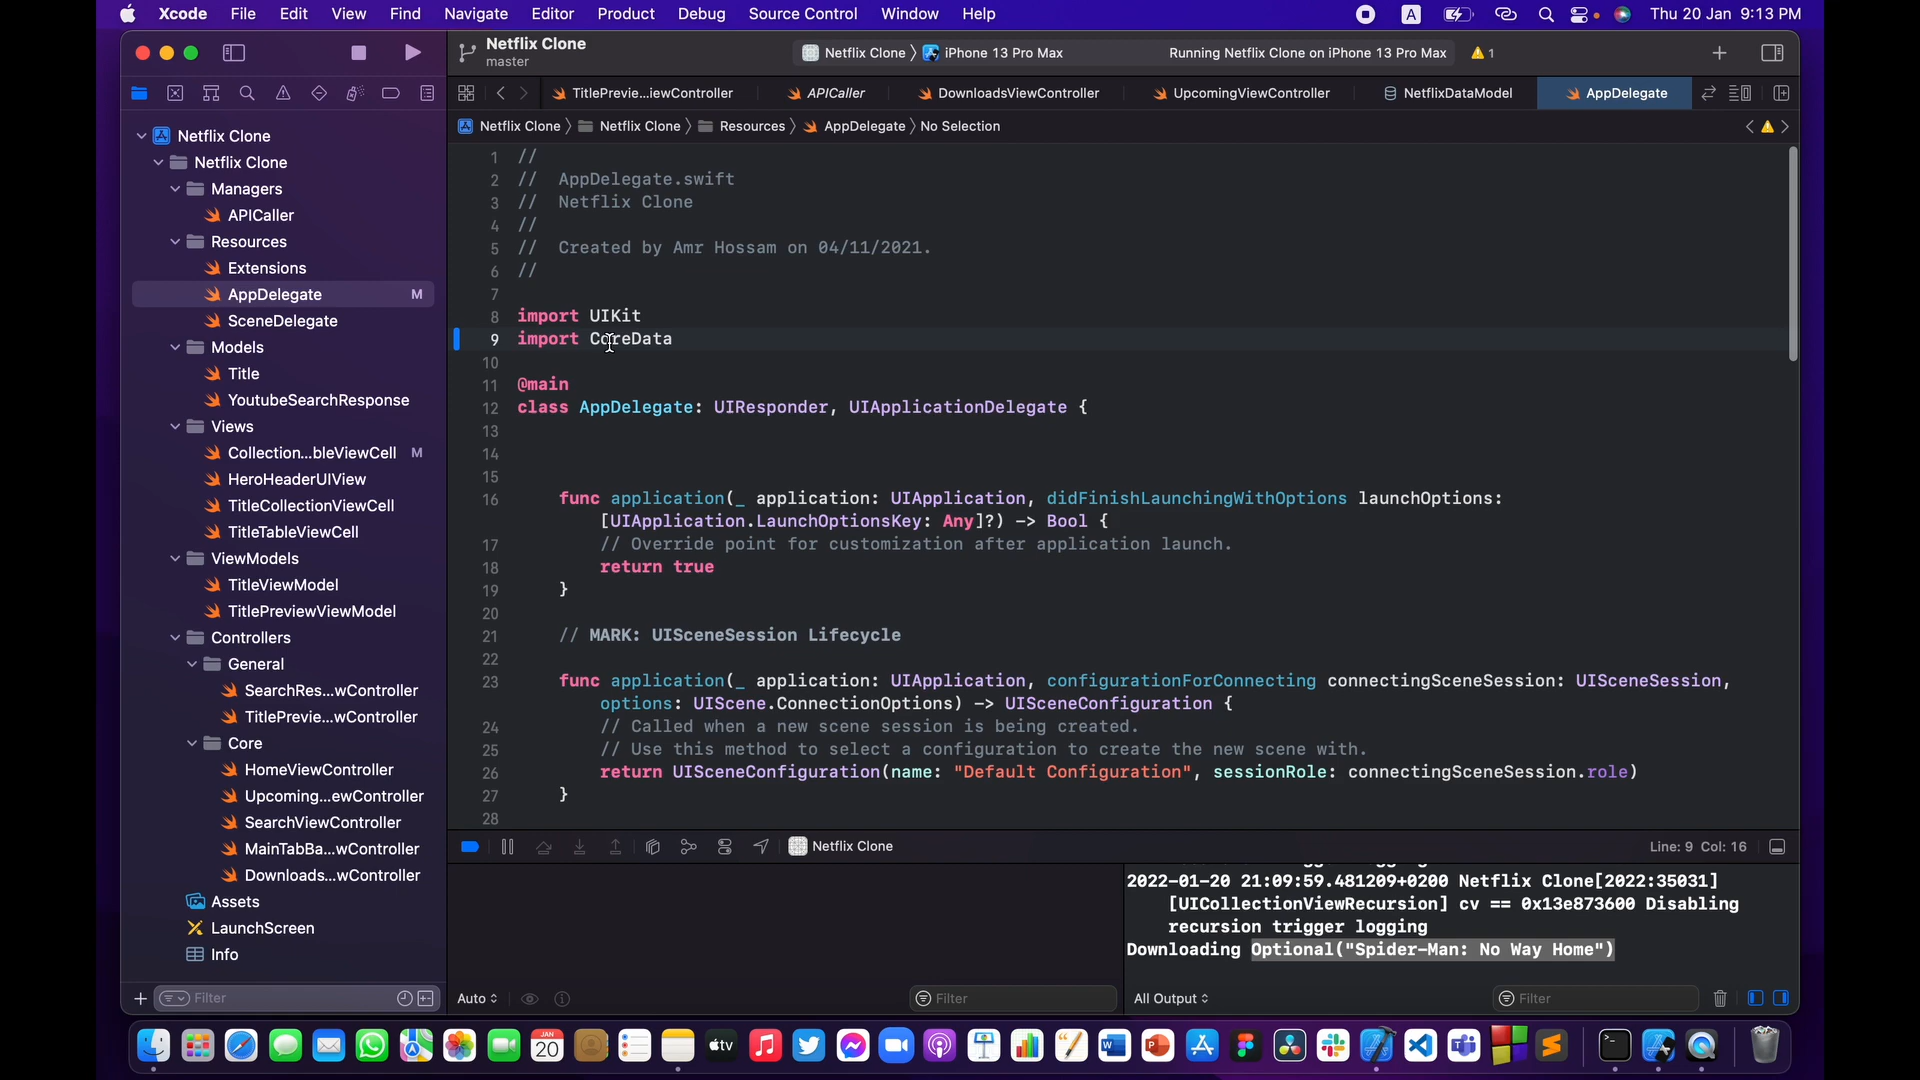 Xcode File Edit View Find Navigate Editor Product Debug Source Control Window Help
A
Thu 20 Jan 9:13 PM
Netflix Clone
master
Netflix Clone 〉 iPhone 13 Pro Max
Running Netflix Clone on iPhone 13 Pro Max
1
TitlePrevie...iewController
APICaller
DownloadsViewController
UpcomingViewController
NetflixDataModel
AppDelegate
Netflix Clone 〉 Netflix Clone 〉 Resources 〉 AppDelegate 〉 No Selection
Netflix Clone
Netflix Clone
Managers
APICaller
Resources
Extensions
AppDelegate M
SceneDelegate
Models
Title
YoutubeSearchResponse
Views
Collection...bleViewCell M
HeroHeaderUIView
TitleCollectionViewCell
TitleTableViewCell
ViewModels
TitleViewModel
TitlePreviewViewModel
Controllers
General
SearchRes...wController
TitlePrevie...wController
Core
HomeViewController
Upcoming...ewController
SearchViewController
MainTabBa...wController
Downloads...wController
Assets
LaunchScreen
Info
Filter
1 //
2 // AppDelegate.swift
3 // Netflix Clone
4 //
5 // Created by Amr Hossam on 04/11/2021.
6 //
7
8 import UIKit
9 import CoreData
10
11 @main
12 class AppDelegate: UIResponder, UIApplicationDelegate {
13
14
15
16 func application(_ application: UIApplication, didFinishLaunchingWithOptions launchOptions:
[UIApplication.LaunchOptionsKey: Any]?) -> Bool {
17 // Override point for customization after application launch.
18 return true
19 }
20
21 // MARK: UISceneSession Lifecycle
22
23 func application(_ application: UIApplication, configurationForConnecting connectingSceneSession: UISceneSession,
options: UIScene.ConnectionOptions) -> UISceneConfiguration {
24 // Called when a new scene session is being created.
25 // Use this method to select a configuration to create the new scene with.
26 return UISceneConfiguration(name: "Default Configuration", sessionRole: connectingSceneSession.role)
27 }
28
Netflix Clone
Line: 9 Col: 16
2022-01-20 21:09:59.481209+0200 Netflix Clone[2022:35031]
[UICollectionViewRecursion] cv == 0x13e873600 Disabling
recursion trigger logging
Downloading Optional("Spider-Man: No Way Home")
Auto
Filter
All Output
Filter
JAN
20
tv